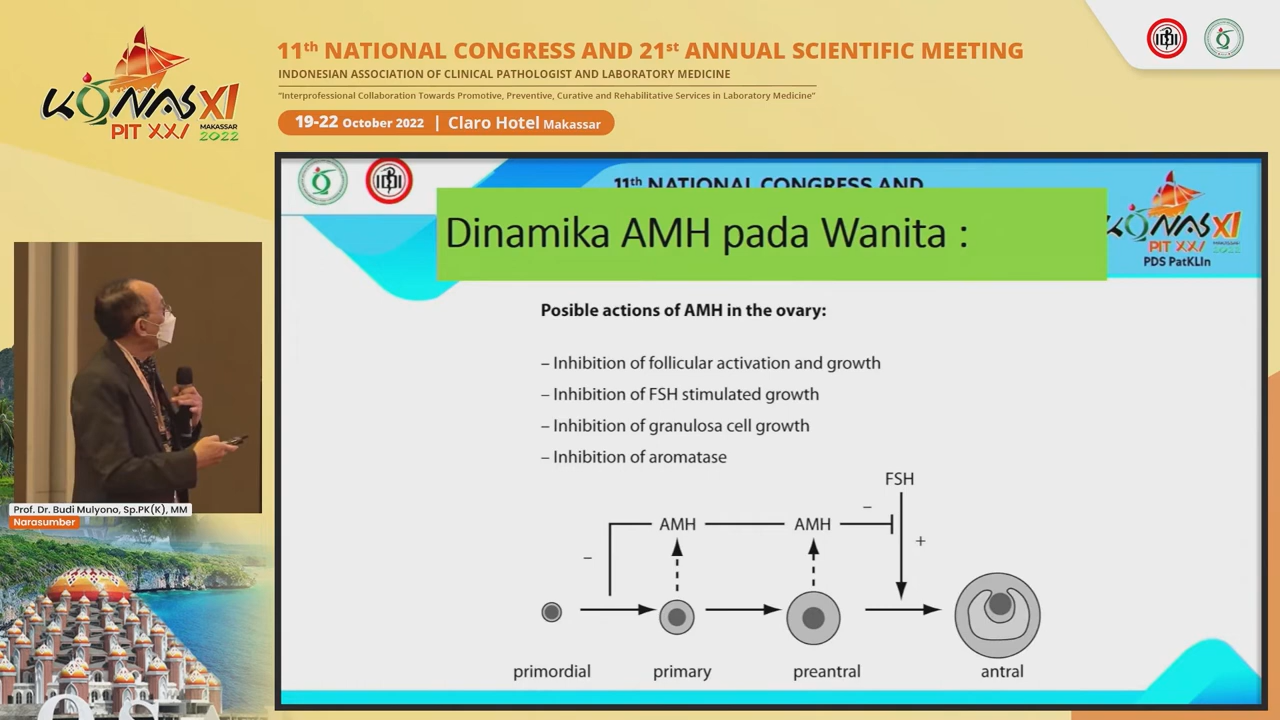 11th NATIONAL CONGRESS AND 21st ANNUAL SCIENTIFIC MEETING
INDONESIAN ASSOCIATION OF CLINICAL PATHOLOGIST AND LABORATORY MEDICINE
"Interprofessional Collaboration Towards Promotive, Preventive, Curative and Rehabilitative Services in Laboratory Medicine"
19-22 October 2022 | Claro Hotel Makassar
KONAS XI
PIT XXI MAKASSAR 2022
IDI
11th NATIONAL CONGRESS AND
IDI
Dinamika AMH pada Wanita :
KONAS XI
PIT XXI MAKASSAR 2022
PDS PatKLIn
Posible actions of AMH in the ovary:
– Inhibition of follicular activation and growth
– Inhibition of FSH stimulated growth
– Inhibition of granulosa cell growth
– Inhibition of aromatase
FSH
–
AMH
AMH
–
+
primordial
primary
preantral
antral
Prof. Dr. Budi Mulyono, Sp.PK(K), MM
Narasumber